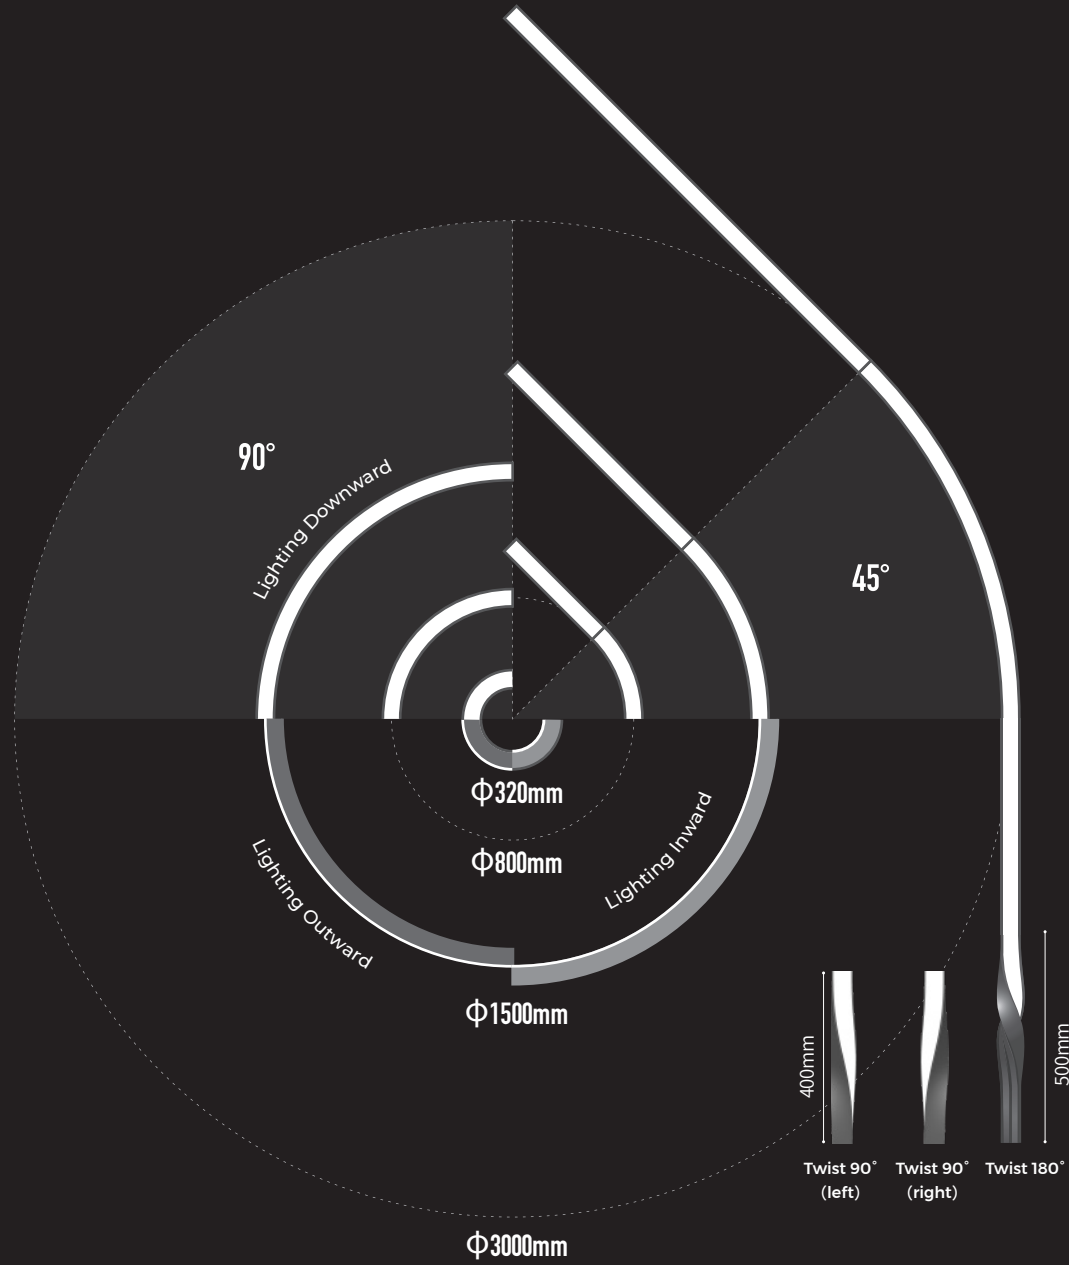 90°
Lighting Downward
45°
Φ320mm
Φ800mm
Lighting Inward
Lighting Outward
Φ1500mm
400mm
500mm
Twist 90°
(left)
Twist 90°
(right)
Twist 180°
Φ3000mm